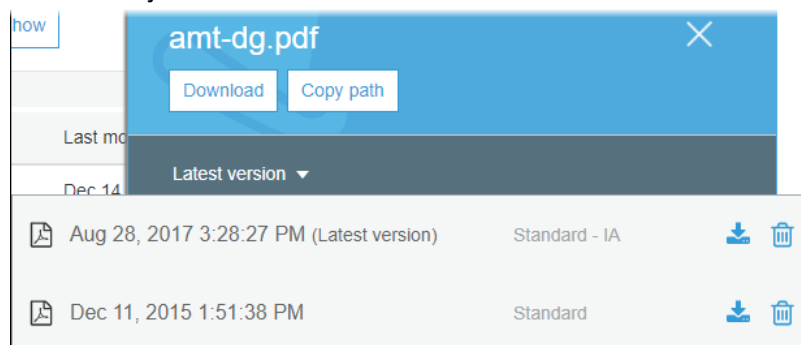 how
amt-dg.pdf
Download Copy path
Last mo
Latest version
Dec 14
Aug 28, 2017 3:28:27 PM (Latest version) Standard - IA
Dec 11, 2015 1:51:38 PM Standard